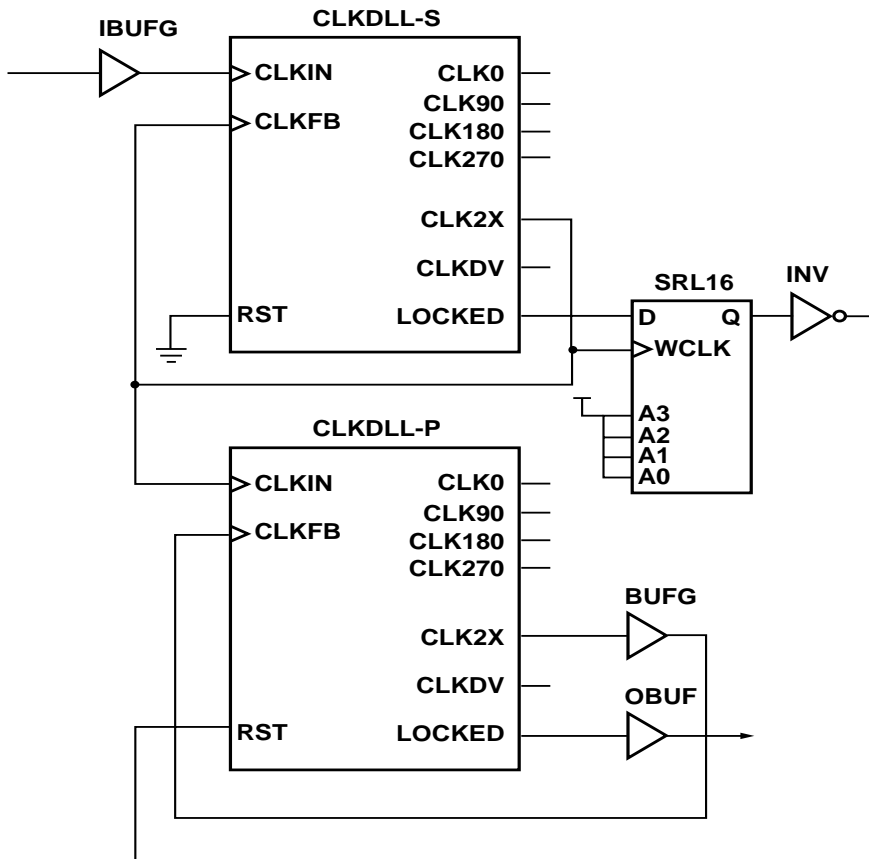 CLKDLL-S
IBUFG
CLKIN
CLKFB
RST
CLK0
CLK90
CLK180
CLK270
CLK2X
CLKDV
LOCKED
SRL16
D
Q
WCLK
A3
A2
A1
A0
INV
CLKDLL-P
CLKIN
CLKFB
RST
CLK0
CLK90
CLK180
CLK270
CLK2X
CLKDV
LOCKED
BUFG
OBUF